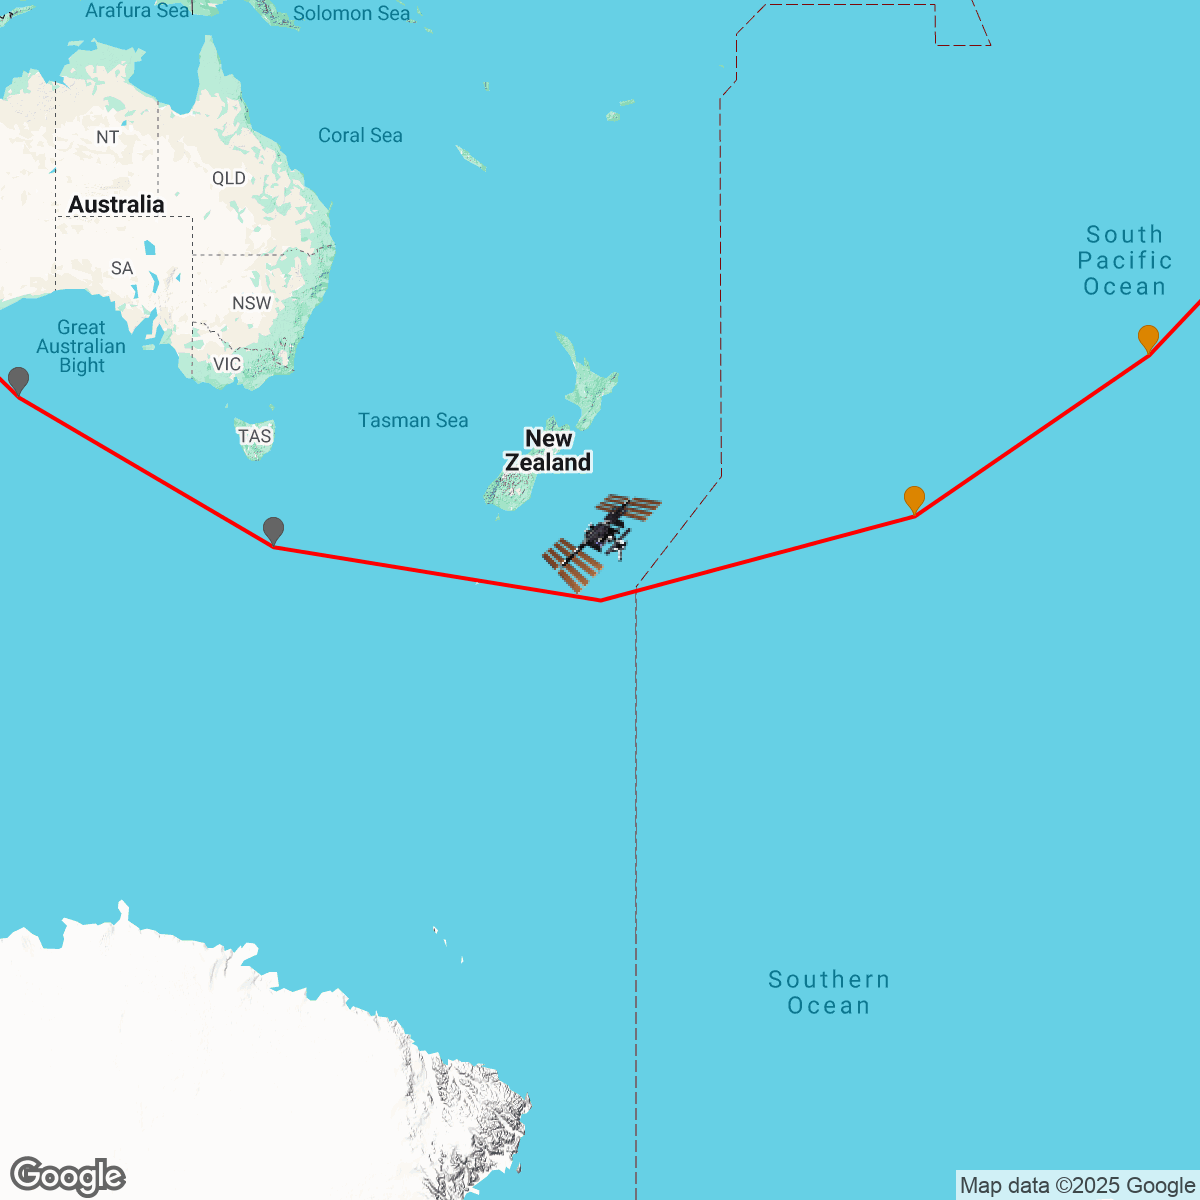 Arafura Sea
Solomon Sea
Coral Sea
NT
QLD
Australia
South
Pacific
Ocean
SA
NSW
Great
Australian
Bight
VIC
Tasman Sea
TAS
New
Zealand
Southern
Ocean
Google
Map data ©2025 Google